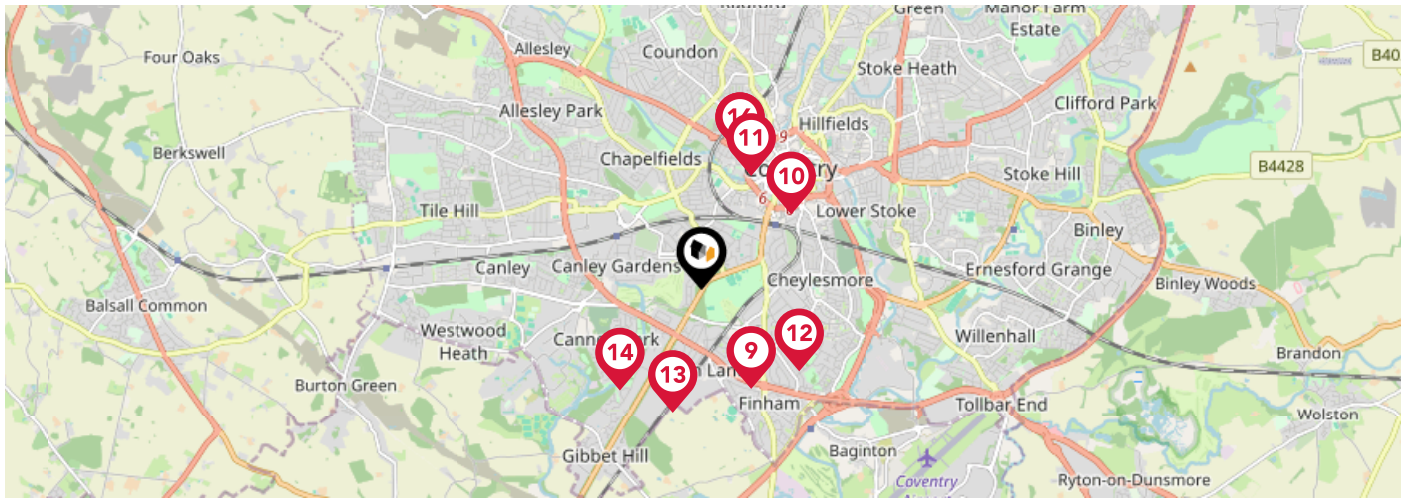 Green
Manor Farm
Estate
Allesley
Coundon
Four Oaks
Stoke Heath
B40
Allesley Park
Clifford Park
Hillfields
9
11
Berkswell
Chapelfields
B4428
10
Stoke Hill
6
Tile Hill
Lower Stoke
Binley
Canley
Canley Gardens
Cheylesmore
Ernesford Grange
Binley Woods
Balsall Common
Westwood
Heath
12
Willenhall
14
9
13
Brandon
Burton Green
Finham
Tollbar End
Wolston
Gibbet Hill
Baginton
Coventry
Ryton-on-Dunsmore